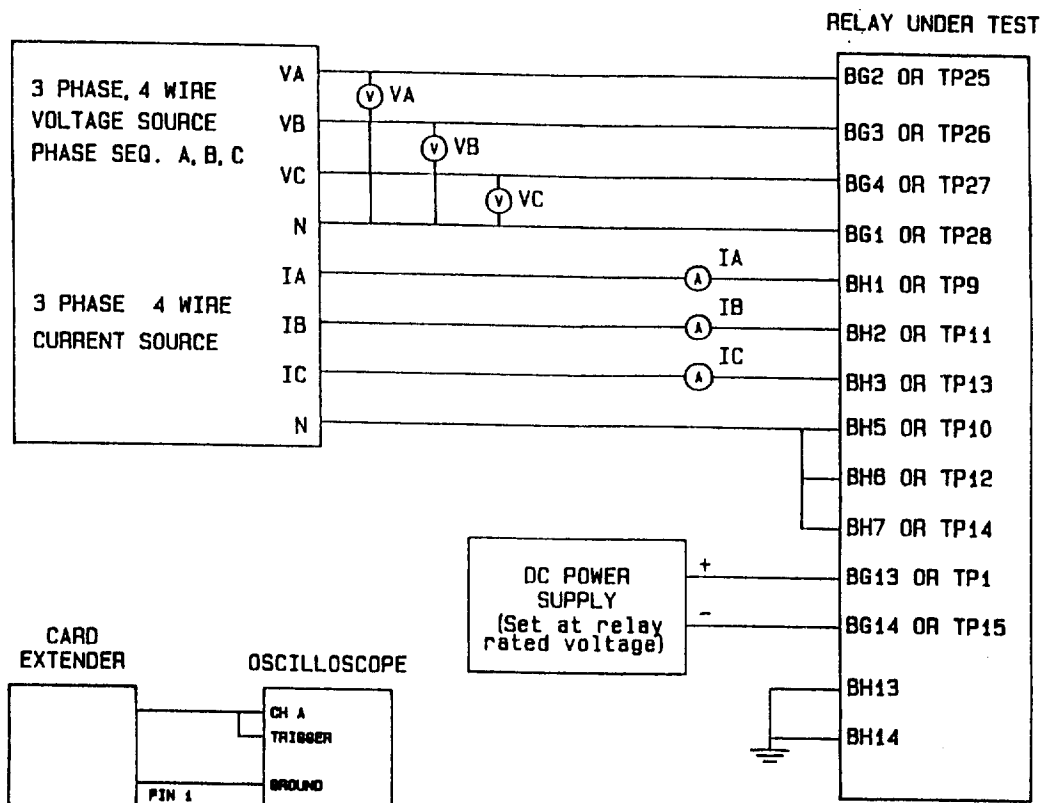 RELAY UNDER TEST
3 PHASE, 4 WIRE
VOLTAGE SOURCE
PHASE SEQ. A, B, C
VA
VB
VC
N
V VA
V VB
V VC
3 PHASE 4 WIRE
CURRENT SOURCE
IA
IB
IC
N
IA
A
IB
A
IC
A
BG2 OR TP25
BG3 OR TP26
BG4 OR TP27
BG1 OR TP28
BH1 OR TP9
BH2 OR TP11
BH3 OR TP13
BH5 OR TP10
BH6 OR TP12
BH7 OR TP14
BG13 OR TP1
BG14 OR TP15
BH13
BH14
DC POWER
SUPPLY
(Set at relay
rated voltage)
+
-
CARD
EXTENDER
PIN 1
OSCILLOSCOPE
CH A
TRIGGER
GROUND